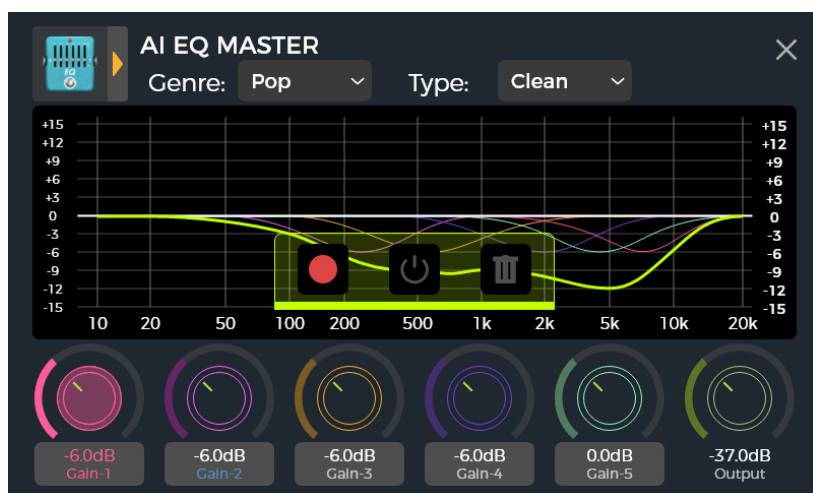 AI EQ MASTER
EQ
Genre: Pop Type: Clean
+15 +15
+12 +12
+9 +9
+6 +6
+3 +3
0 0
-3 -3
-6 -6
-9 -9
-12 -12
-15 -15
10 20 50 100 200 500 1k 2k 5k 10k 20k
-6.0dB -6.0dB -6.0dB -6.0dB 0.0dB -37.0dB
Gain-1 Gain-2 Gain-3 Gain-4 Gain-5 Output